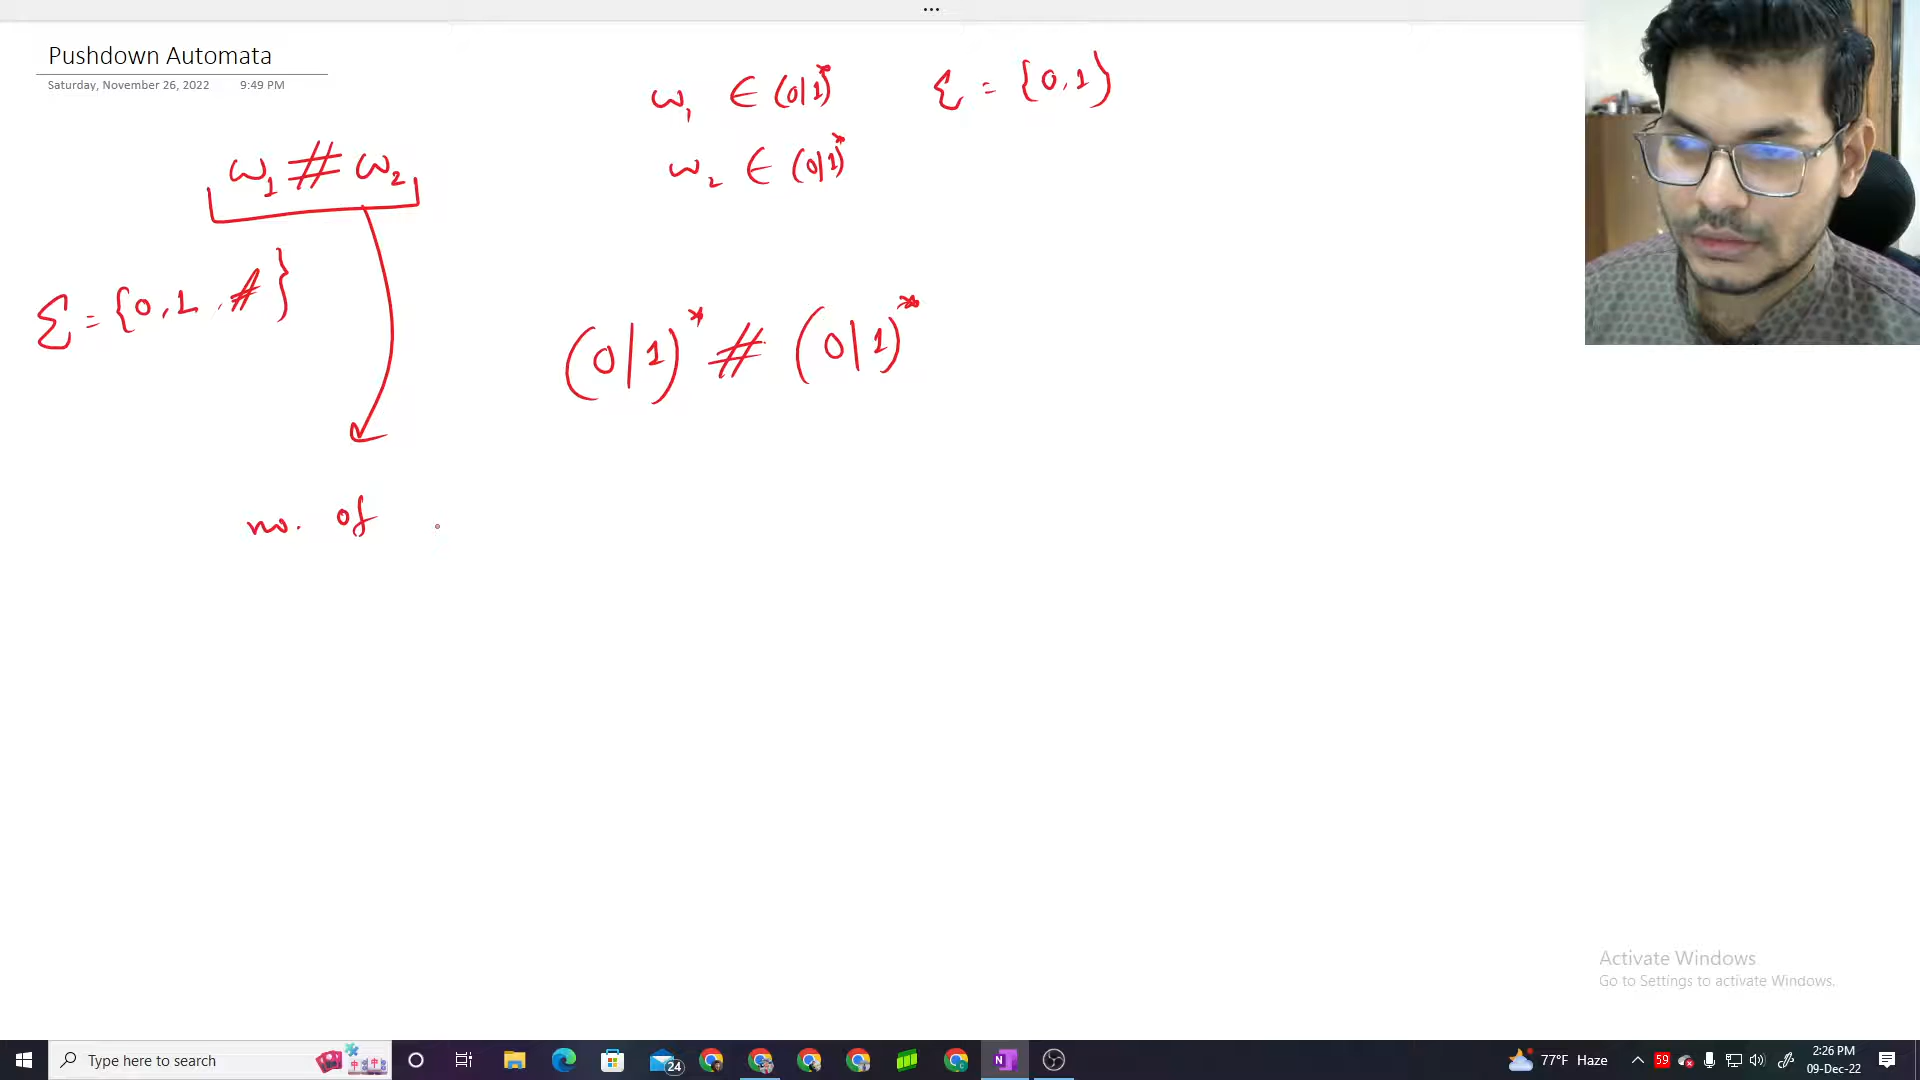 Pushdown Automata
Saturday, November 26, 2022 9:49 PM
w₁ ∈ (0|1)* Σ = {0,1}
w₂ ∈ (0|1)*
w₁ # w₂
Σ = {0,1,#}
(0|1)* # (0|1)*
no. of
Activate Windows
Go to Settings to activate Windows.
Type here to search
24
N
77°F Haze
59
2:26 PM
09-Dec-22